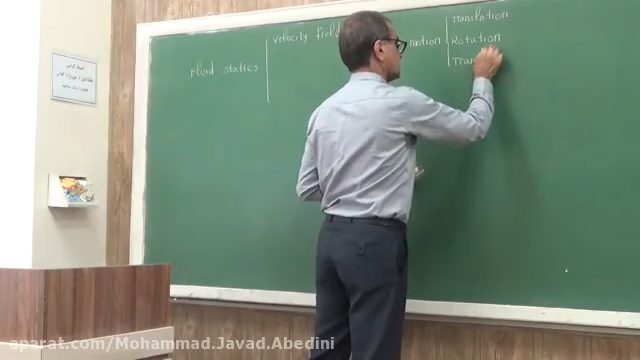 Fluid statics
velocity field
motion
Translation
Rotation
Tran
aparat.com/Mohammad.Javad.Abedini